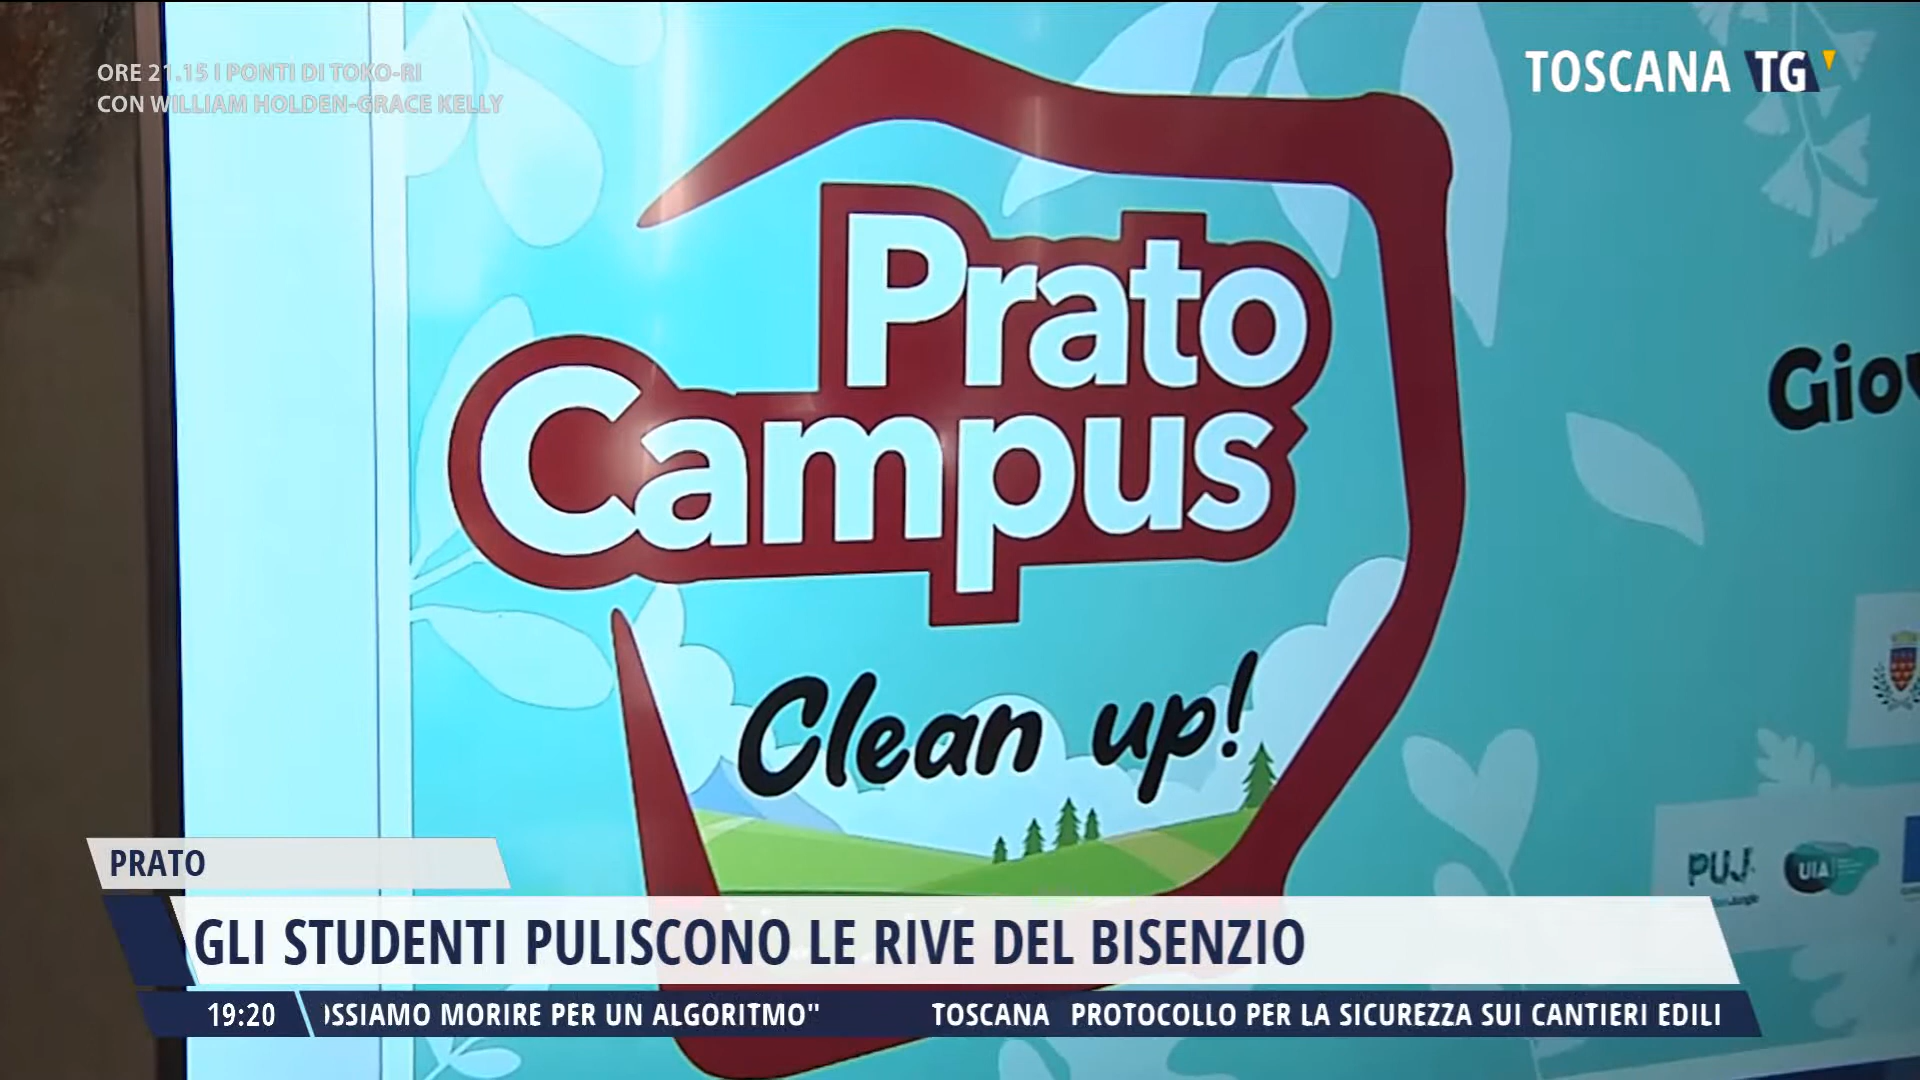 ORE 21.15 I PONTI DI TOKO-RI
CON WILLIAM HOLDEN-GRACE KELLY
TOSCANA TG
Prato
Campus
Clean up!
PUJ
UIA
PRATO
GLI STUDENTI PULISCONO LE RIVE DEL BISENZIO
19:20 MORIRE PER UN ALGORITMO" TOSCANA PROTOCOLLO PER LA SICUREZZA SUI CANTIERI EDILI